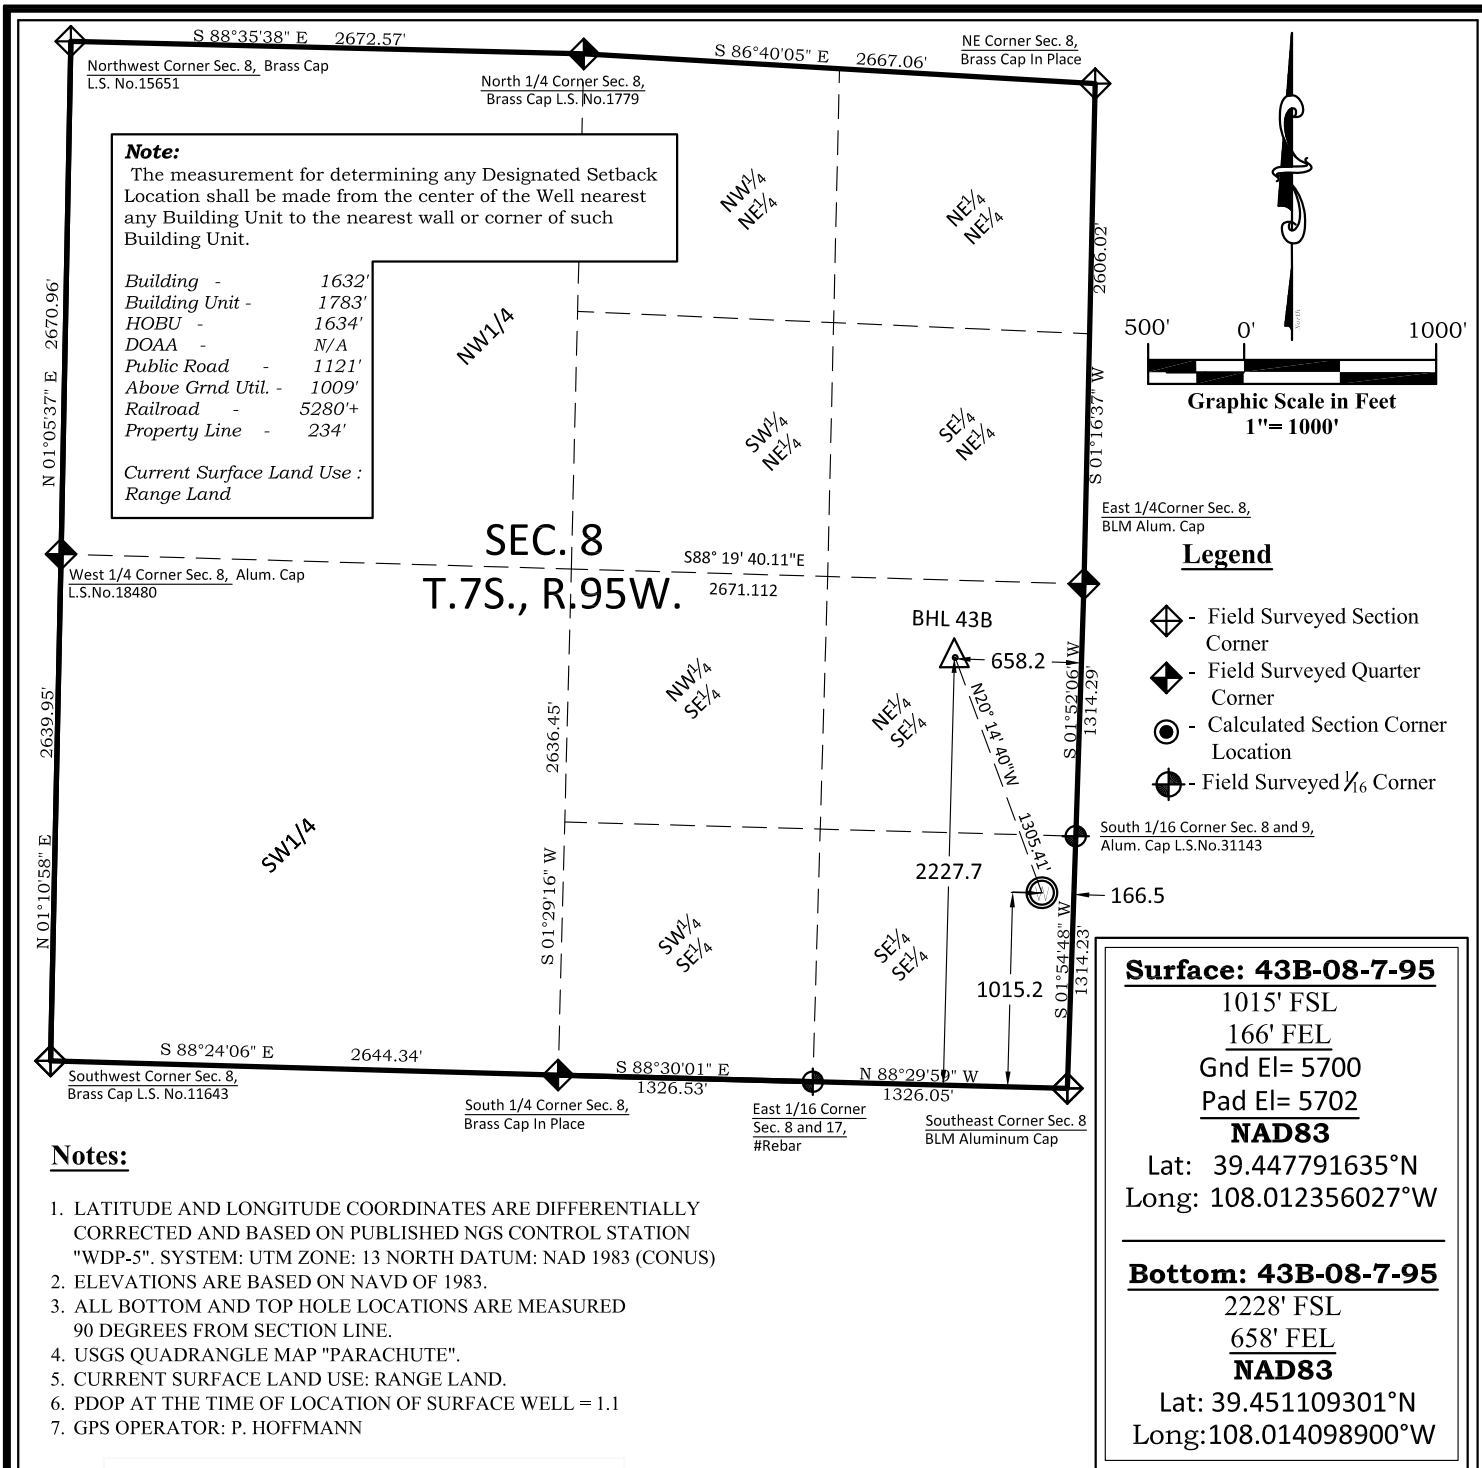 S 88°35'38" E 2672.57'
Northwest Corner Sec. 8, Brass Cap
L.S. No.15651
North 1/4 Corner Sec. 8,
Brass Cap L.S. No.1779
S 86°40'05" E 2667.06'
NE Corner Sec. 8,
Brass Cap In Place
Note:
The measurement for determining any Designated Setback
Location shall be made from the center of the Well nearest
any Building Unit to the nearest wall or corner of such
Building Unit.
Building - 1632'
Building Unit - 1783'
HOBU - 1634'
DOAA - N/A
Public Road - 1121'
Above Grnd Util. - 1009'
Railroad - 5280'+
Property Line - 234'
Current Surface Land Use :
Range Land
N 01°05'37" E 2670.96'
NW1/4
NW1/4
NE1/4
NE1/4
NE1/4
SW1/4
NE1/4
SE1/4
NE1/4
2606.02'
S 01°16'37" W
North
500' 0' 1000'
Graphic Scale in Feet
1"= 1000'
East 1/4Corner Sec. 8,
BLM Alum. Cap
SEC. 8
T.7S., R.95W.
S88° 19' 40.11"E
2671.112
West 1/4 Corner Sec. 8, Alum. Cap
L.S.No.18480
Legend
- Field Surveyed Section
Corner
- Field Surveyed Quarter
Corner
- Calculated Section Corner
Location
- Field Surveyed 1/16 Corner
BHL 43B
658.2
N20° 14' 40"W
1305.41'
S 01°52'06" W
1314.29'
NW1/4
SE1/4
NE1/4
SE1/4
2639.95'
N 01°10'58" E
2636.45'
S 01°29'16" W
SW1/4
South 1/16 Corner Sec. 8 and 9,
Alum. Cap L.S.No.31143
2227.7
166.5
SW1/4
SE1/4
SE1/4
SE1/4
1015.2
S 01°54'48" W
1314.23'
S 88°24'06" E 2644.34'
Southwest Corner Sec. 8,
Brass Cap L.S. No.11643
S 88°30'01" E
1326.53'
N 88°29'59" W
1326.05'
South 1/4 Corner Sec. 8,
Brass Cap In Place
East 1/16 Corner
Sec. 8 and 17,
#Rebar
Southeast Corner Sec. 8
BLM Aluminum Cap
Surface: 43B-08-7-95
1015' FSL
166' FEL
Gnd El= 5700
Pad El= 5702
NAD83
Lat: 39.447791635°N
Long: 108.012356027°W
Bottom: 43B-08-7-95
2228' FSL
658' FEL
NAD83
Lat: 39.451109301°N
Long:108.014098900°W
Notes:
1. LATITUDE AND LONGITUDE COORDINATES ARE DIFFERENTIALLY
CORRECTED AND BASED ON PUBLISHED NGS CONTROL STATION
"WDP-5". SYSTEM: UTM ZONE: 13 NORTH DATUM: NAD 1983 (CONUS)
2. ELEVATIONS ARE BASED ON NAVD OF 1983.
3. ALL BOTTOM AND TOP HOLE LOCATIONS ARE MEASURED
90 DEGREES FROM SECTION LINE.
4. USGS QUADRANGLE MAP "PARACHUTE".
5. CURRENT SURFACE LAND USE: RANGE LAND.
6. PDOP AT THE TIME OF LOCATION OF SURFACE WELL = 1.1
7. GPS OPERATOR: P. HOFFMANN